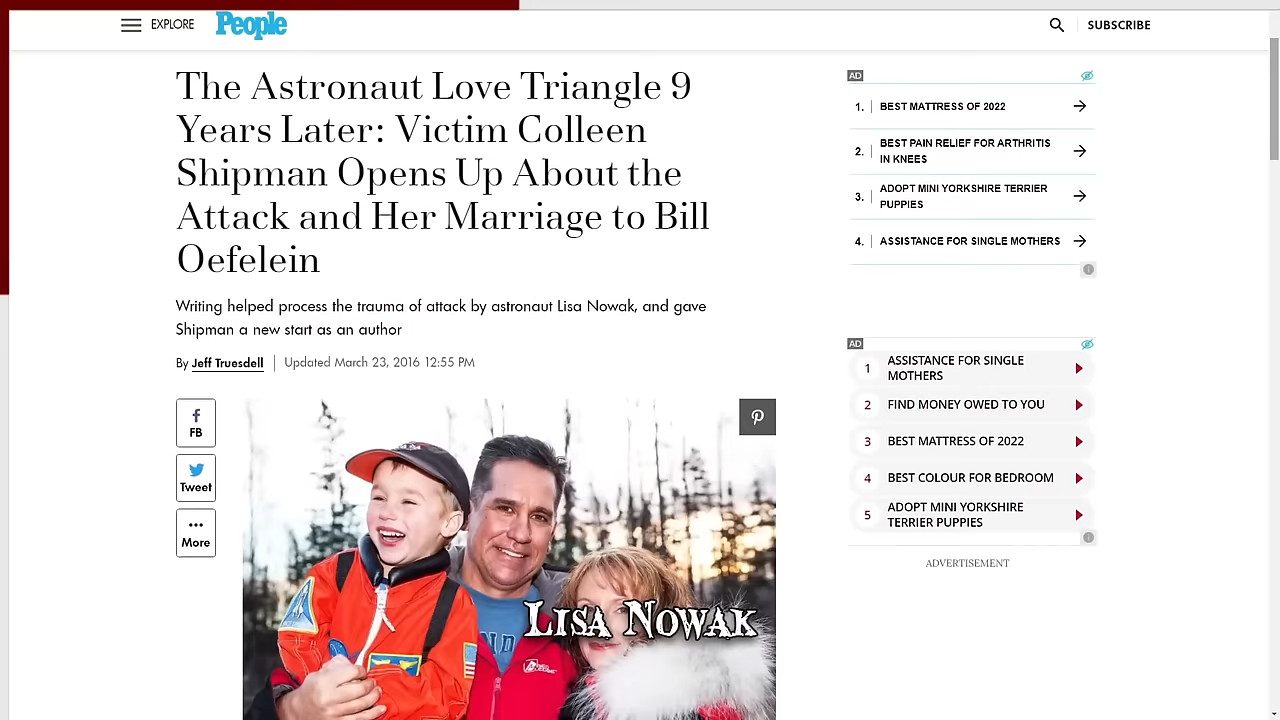 EXPLORE
People
SUBSCRIBE
The Astronaut Love Triangle 9
Years Later: Victim Colleen
Shipman Opens Up About the
Attack and Her Marriage to Bill
Oefelein
Writing helped process the trauma of attack by astronaut Lisa Nowak, and gave
Shipman a new start as an author
By Jeff Truesdell | Updated March 23, 2016 12:55 PM
FB
Tweet
More
LISA NOWAK
AD
1. BEST MATTRESS OF 2022
2. BEST PAIN RELIEF FOR ARTHRITIS
IN KNEES
3. ADOPT MINI YORKSHIRE TERRIER
PUPPIES
4. ASSISTANCE FOR SINGLE MOTHERS
AD
1 ASSISTANCE FOR SINGLE
MOTHERS
2 FIND MONEY OWED TO YOU
3 BEST MATTRESS OF 2022
4 BEST COLOUR FOR BEDROOM
5 ADOPT MINI YORKSHIRE
TERRIER PUPPIES
ADVERTISEMENT